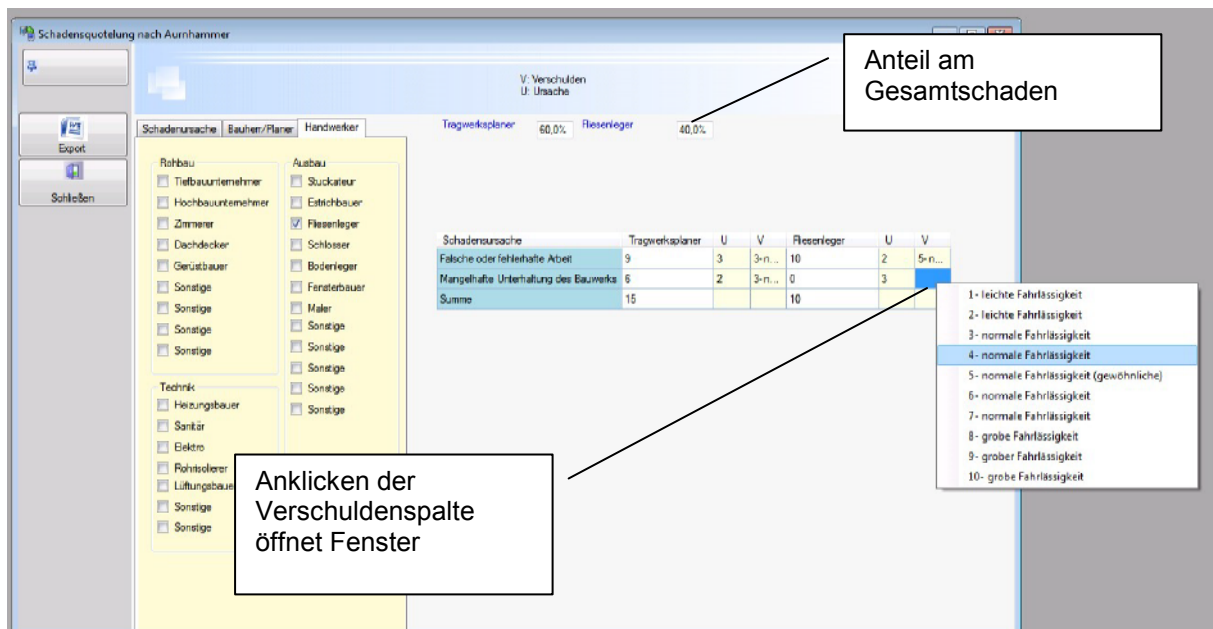 Schadensquotelung nach Aurnhammer
Anteil am
Gesamtschaden
V: Verschulden
U: Ursache
Export
Schließen
Schadenursache Bauherr/Planer Handwerker
Tragwerksplaner 60,0% Fliesenleger 40,0%
Rohbau
Tiefbauunternehmer
Hochbauunternehmer
Zimmerer
Dachdecker
Gerüstbauer
Sonstige
Sonstige
Sonstige
Sonstige
Ausbau
Stuckateur
Estrichbauer
Fliesenleger
Schlosser
Bodenleger
Fensterbauer
Maler
Sonstige
Sonstige
Sonstige
Sonstige
Sonstige
Technik
Heizungsbauer
Sanitär
Elektro
Rohrisolierer
Lüftungsbaue
Sonstige
Sonstige
Schadensursache Tragwerksplaner U V Fliesenleger U V
Falsche oder fehlerhafte Arbeit 9 3 3- n... 10 2 5- n...
Mangelhafte Unterhaltung des Bauwerks 6 2 3- n... 0 3
Summe 15 10
1- leichte Fahrlässigkeit
2- leichte Fahrlässigkeit
3- normale Fahrlässigkeit
4- normale Fahrlässigkeit
5- normale Fahrlässigkeit (gewöhnliche)
6- normale Fahrlässigkeit
7- normale Fahrlässigkeit
8- grobe Fahrlässigkeit
9- grober Fahrlässigkeit
10- grobe Fahrlässigkeit
Anklicken der
Verschuldenspalte
öffnet Fenster